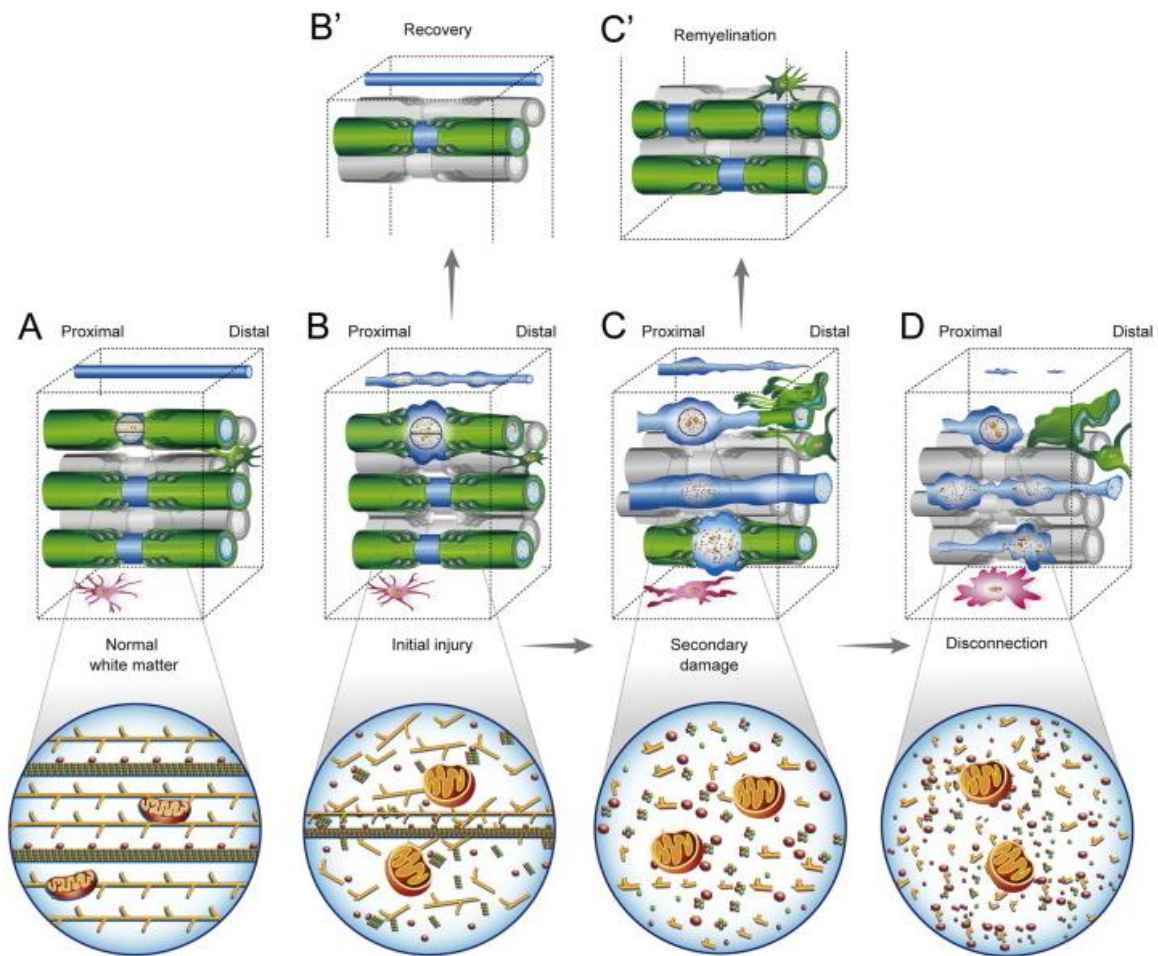 B’
Recovery
C’
Remyelination
A
Proximal
Distal
B
Proximal
Distal
C
Proximal
Distal
D
Proximal
Distal
Normal
white matter
Initial injury
Secondary
damage
Disconnection